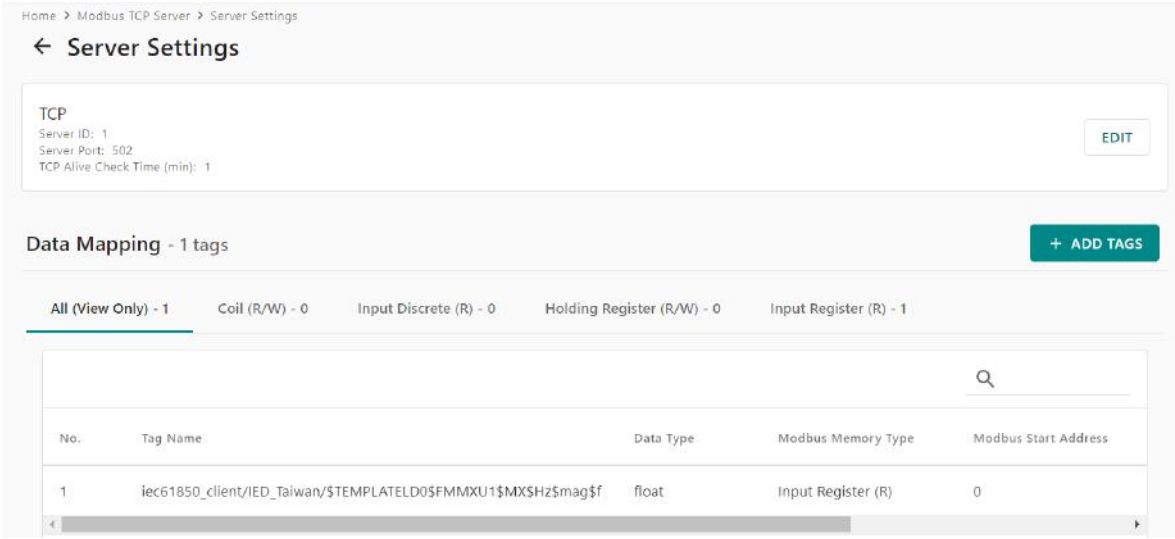 Home > Modbus TCP Server > Server Settings
← Server Settings
TCP
Server ID: 1
Server Port: 502
TCP Alive Check Time (min): 1
EDIT
Data Mapping - 1 tags
+ ADD TAGS
All (View Only) - 1 Coil (R/W) - 0 Input Discrete (R) - 0 Holding Register (R/W) - 0 Input Register (R) - 1
No. Tag Name Data Type Modbus Memory Type Modbus Start Address
1 iec61850_client/IED_Taiwan/$TEMPLATELD0$FMMXU1$MX$Hz$mag$f float Input Register (R) 0